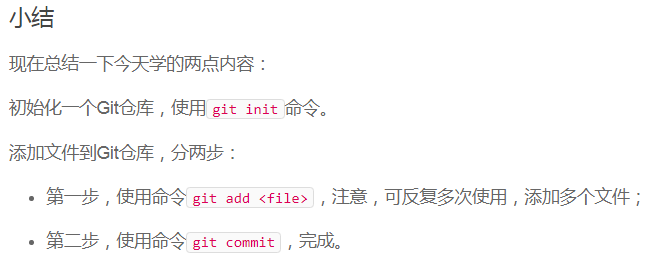 小结
现在总结一下今天学的两点内容：
初始化一个Git仓库，使用git init命令。
添加文件到Git仓库，分两步：
• 第一步，使用命令git add <file>，注意，可反复多次使用，添加多个文件；
• 第二步，使用命令git commit，完成。